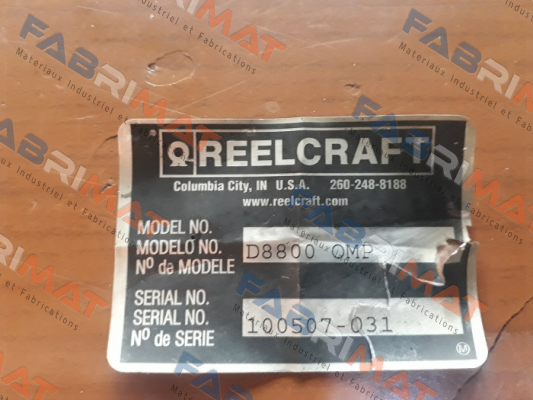 REELCRAFT
Columbia City, IN U.S.A. 260-248-8188
www.reelcraft.com
MODEL NO.
MODELO NO. D8800 OMP
Nº da MODELE
SERIAL NO.
SERIAL NO. 100507-031
Nº de SERIE
M
FABRIMAT
Materiaux Industriel et Fabrications